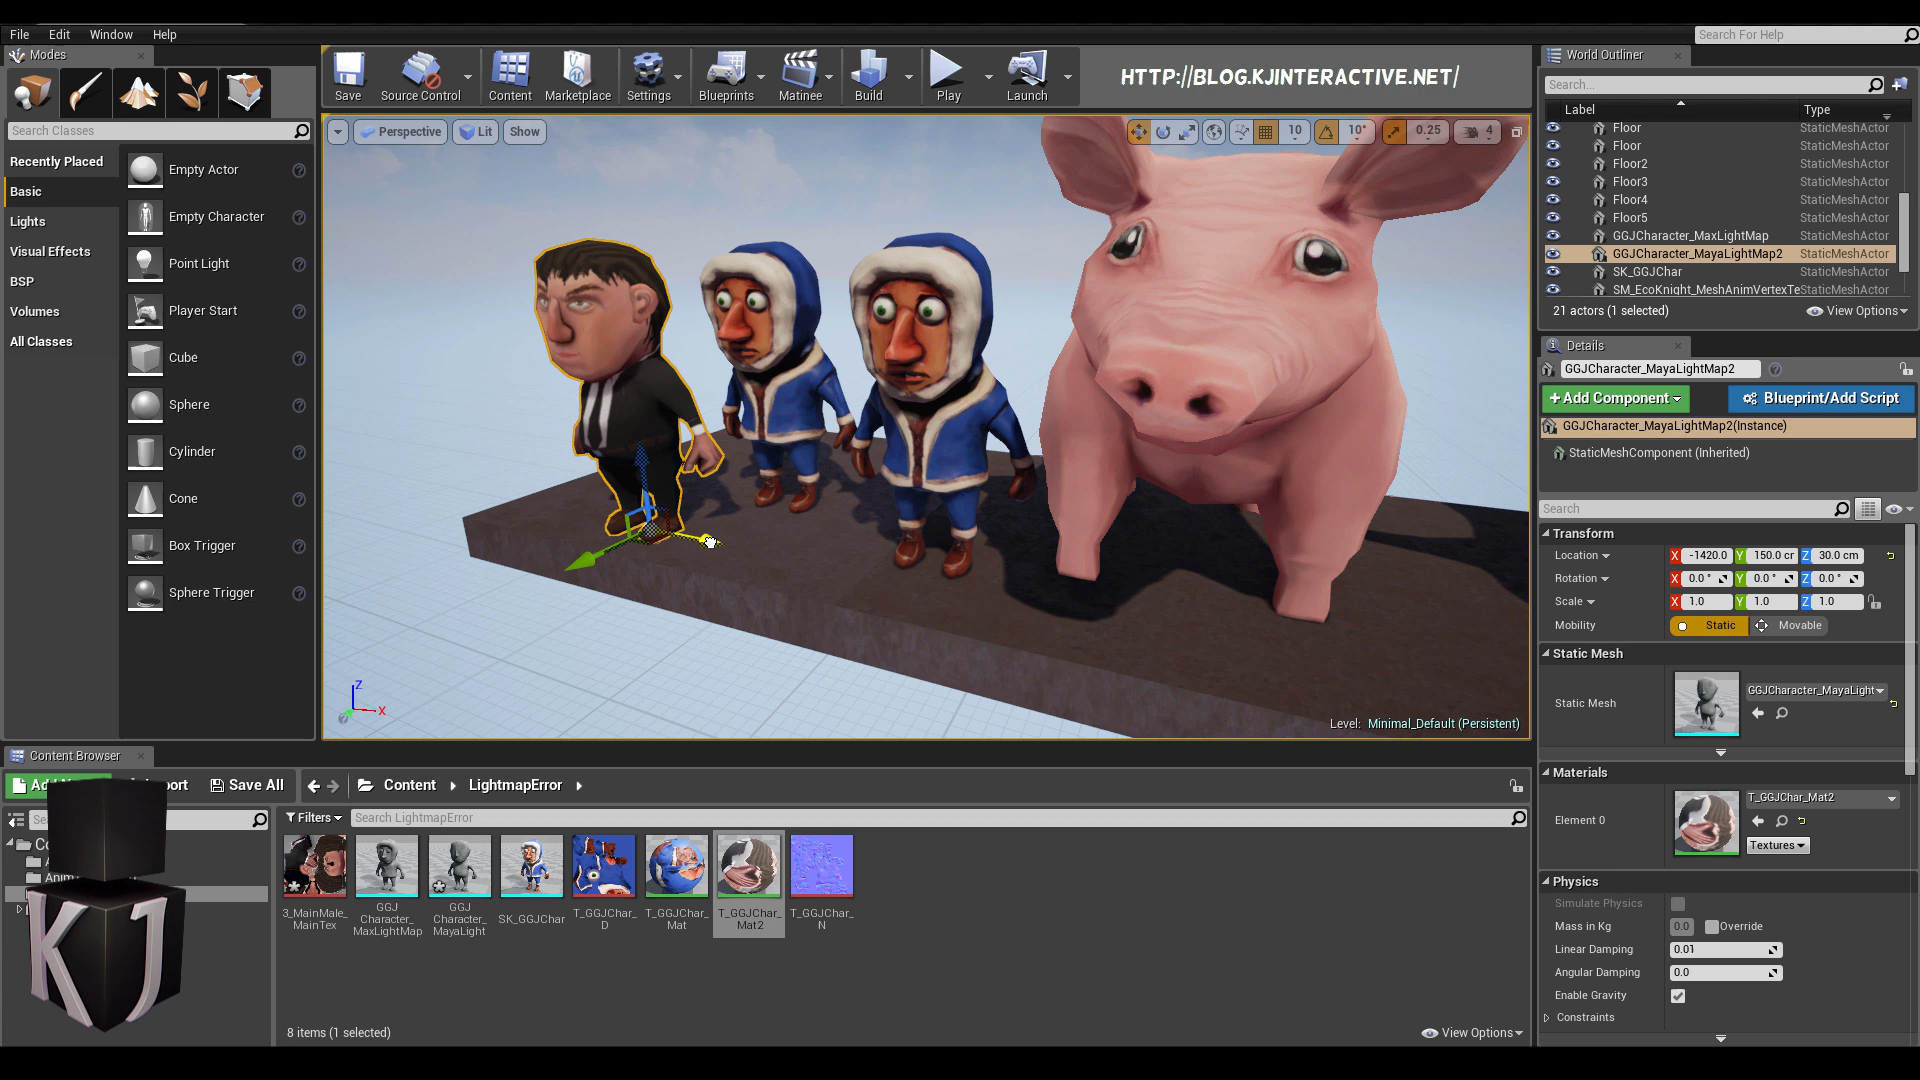 File Edit Window Help
Search For Help
Modes
Save Source Control Content Marketplace Settings Blueprints Matinee Build Play Launch
HTTP://BLOG.KJINTERACTIVE.NET/
Search Classes
Recently Placed
Basic
Lights
Visual Effects
BSP
Volumes
All Classes
Empty Actor
Empty Character
Point Light
Player Start
Cube
Sphere
Cylinder
Cone
Box Trigger
Sphere Trigger
Perspective Lit Show
10 10° 0.25 4
X
Z
X
Level: Minimal_Default (Persistent)
World Outliner
Search...
Label Type
Floor StaticMeshActor
Floor StaticMeshActor
Floor2 StaticMeshActor
Floor3 StaticMeshActor
Floor4 StaticMeshActor
Floor5 StaticMeshActor
GGJCharacter_MaxLightMap StaticMeshActor
GGJCharacter_MayaLightMap2 StaticMeshActor
SK_GGJChar StaticMeshActor
SM_EcoKnight_MeshAnimVertexTe StaticMeshActor
21 actors (1 selected) View Options
Details
GGJCharacter_MayaLightMap2
+Add Component Blueprint/Add Script
GGJCharacter_MayaLightMap2(Instance)
StaticMeshComponent (Inherited)
Search
Transform
Location X -1420.0 Y 150.0 cr Z 30.0 cm
Rotation X 0.0 ° Y 0.0 ° Z 0.0 °
Scale X 1.0 Y 1.0 Z 1.0
Mobility Static Movable
Static Mesh
Static Mesh GGJCharacter_MayaLight
Materials
Element 0 T_GGJChar_Mat2
Textures
Physics
Simulate Physics
Mass in Kg 0.0 Override
Linear Damping 0.01
Angular Damping 0.0
Enable Gravity
Constraints
Content Browser
Save All Content LightmapError
Filters Search LightmapError
3_MainMale_
MainTex
GGJ
Character_
MaxLightMap
GGJ
Character_
MayaLight
SK_GGJChar
T_GGJChar_
D
T_GGJChar_
Mat
T_GGJChar_
Mat2
T_GGJChar_
N
8 items (1 selected) View Options
KJ